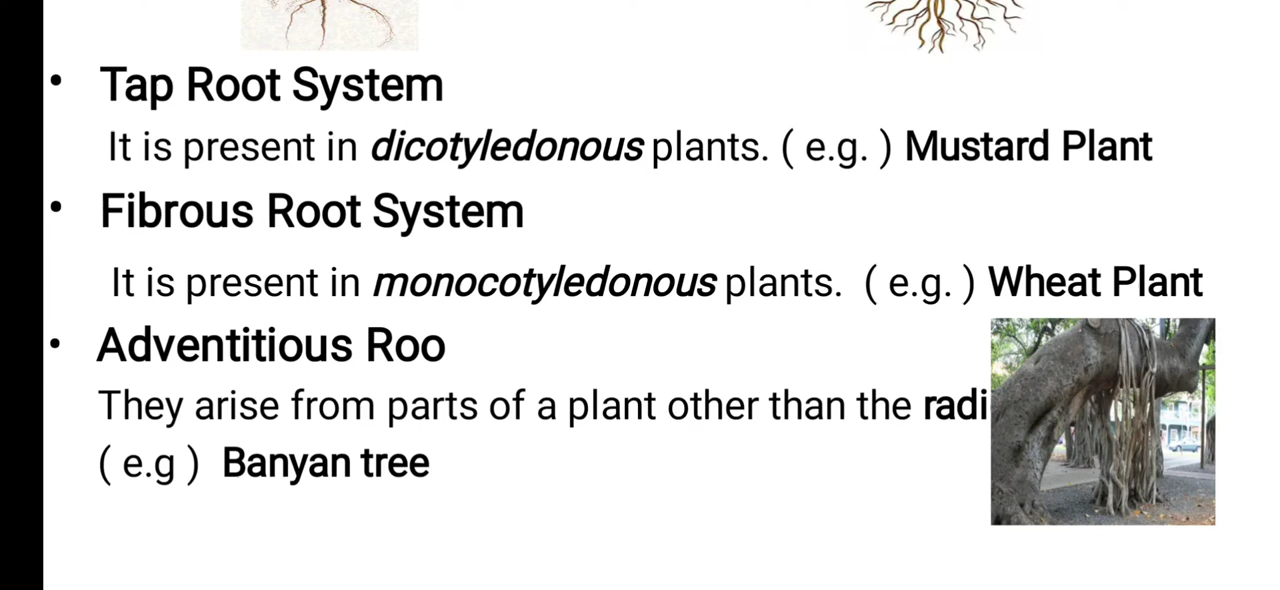 • Tap Root System
It is present in dicotyledonous plants. ( e.g. ) Mustard Plant
• Fibrous Root System
It is present in monocotyledonous plants. ( e.g. ) Wheat Plant
• Adventitious Roo
They arise from parts of a plant other than the radi
( e.g ) Banyan tree